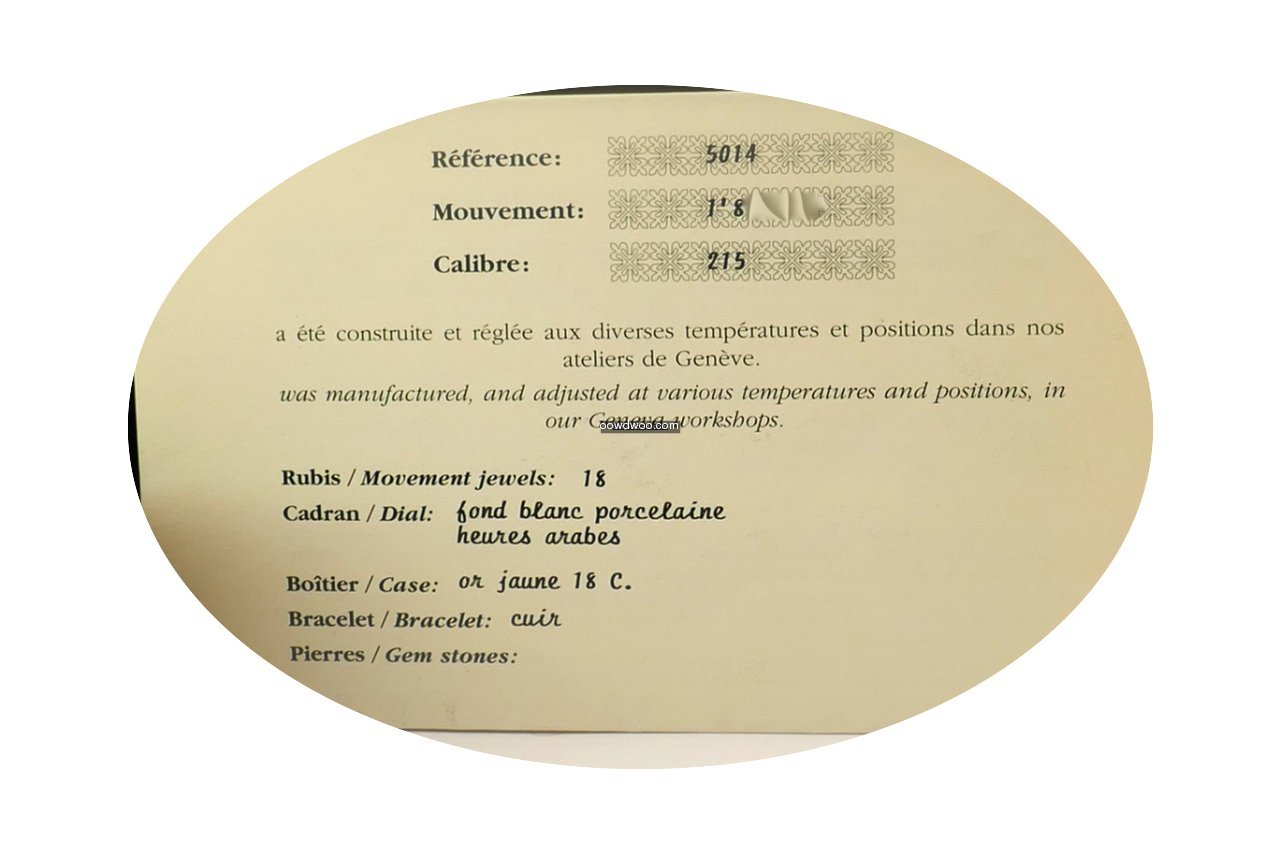 Référence: 5014
Mouvement: 1'8
Calibre: 215
a été construite et réglée aux diverses températures et positions dans nos
ateliers de Genève.
was manufactured, and adjusted at various temperatures and positions, in
our Geneva workshops.
oowdwoo.com
Rubis / Movement jewels: 18
Cadran / Dial: fond blanc porcelaine
heures arabes
Boîtier / Case: or jaune 18 C.
Bracelet / Bracelet: cuir
Pierres / Gem stones: